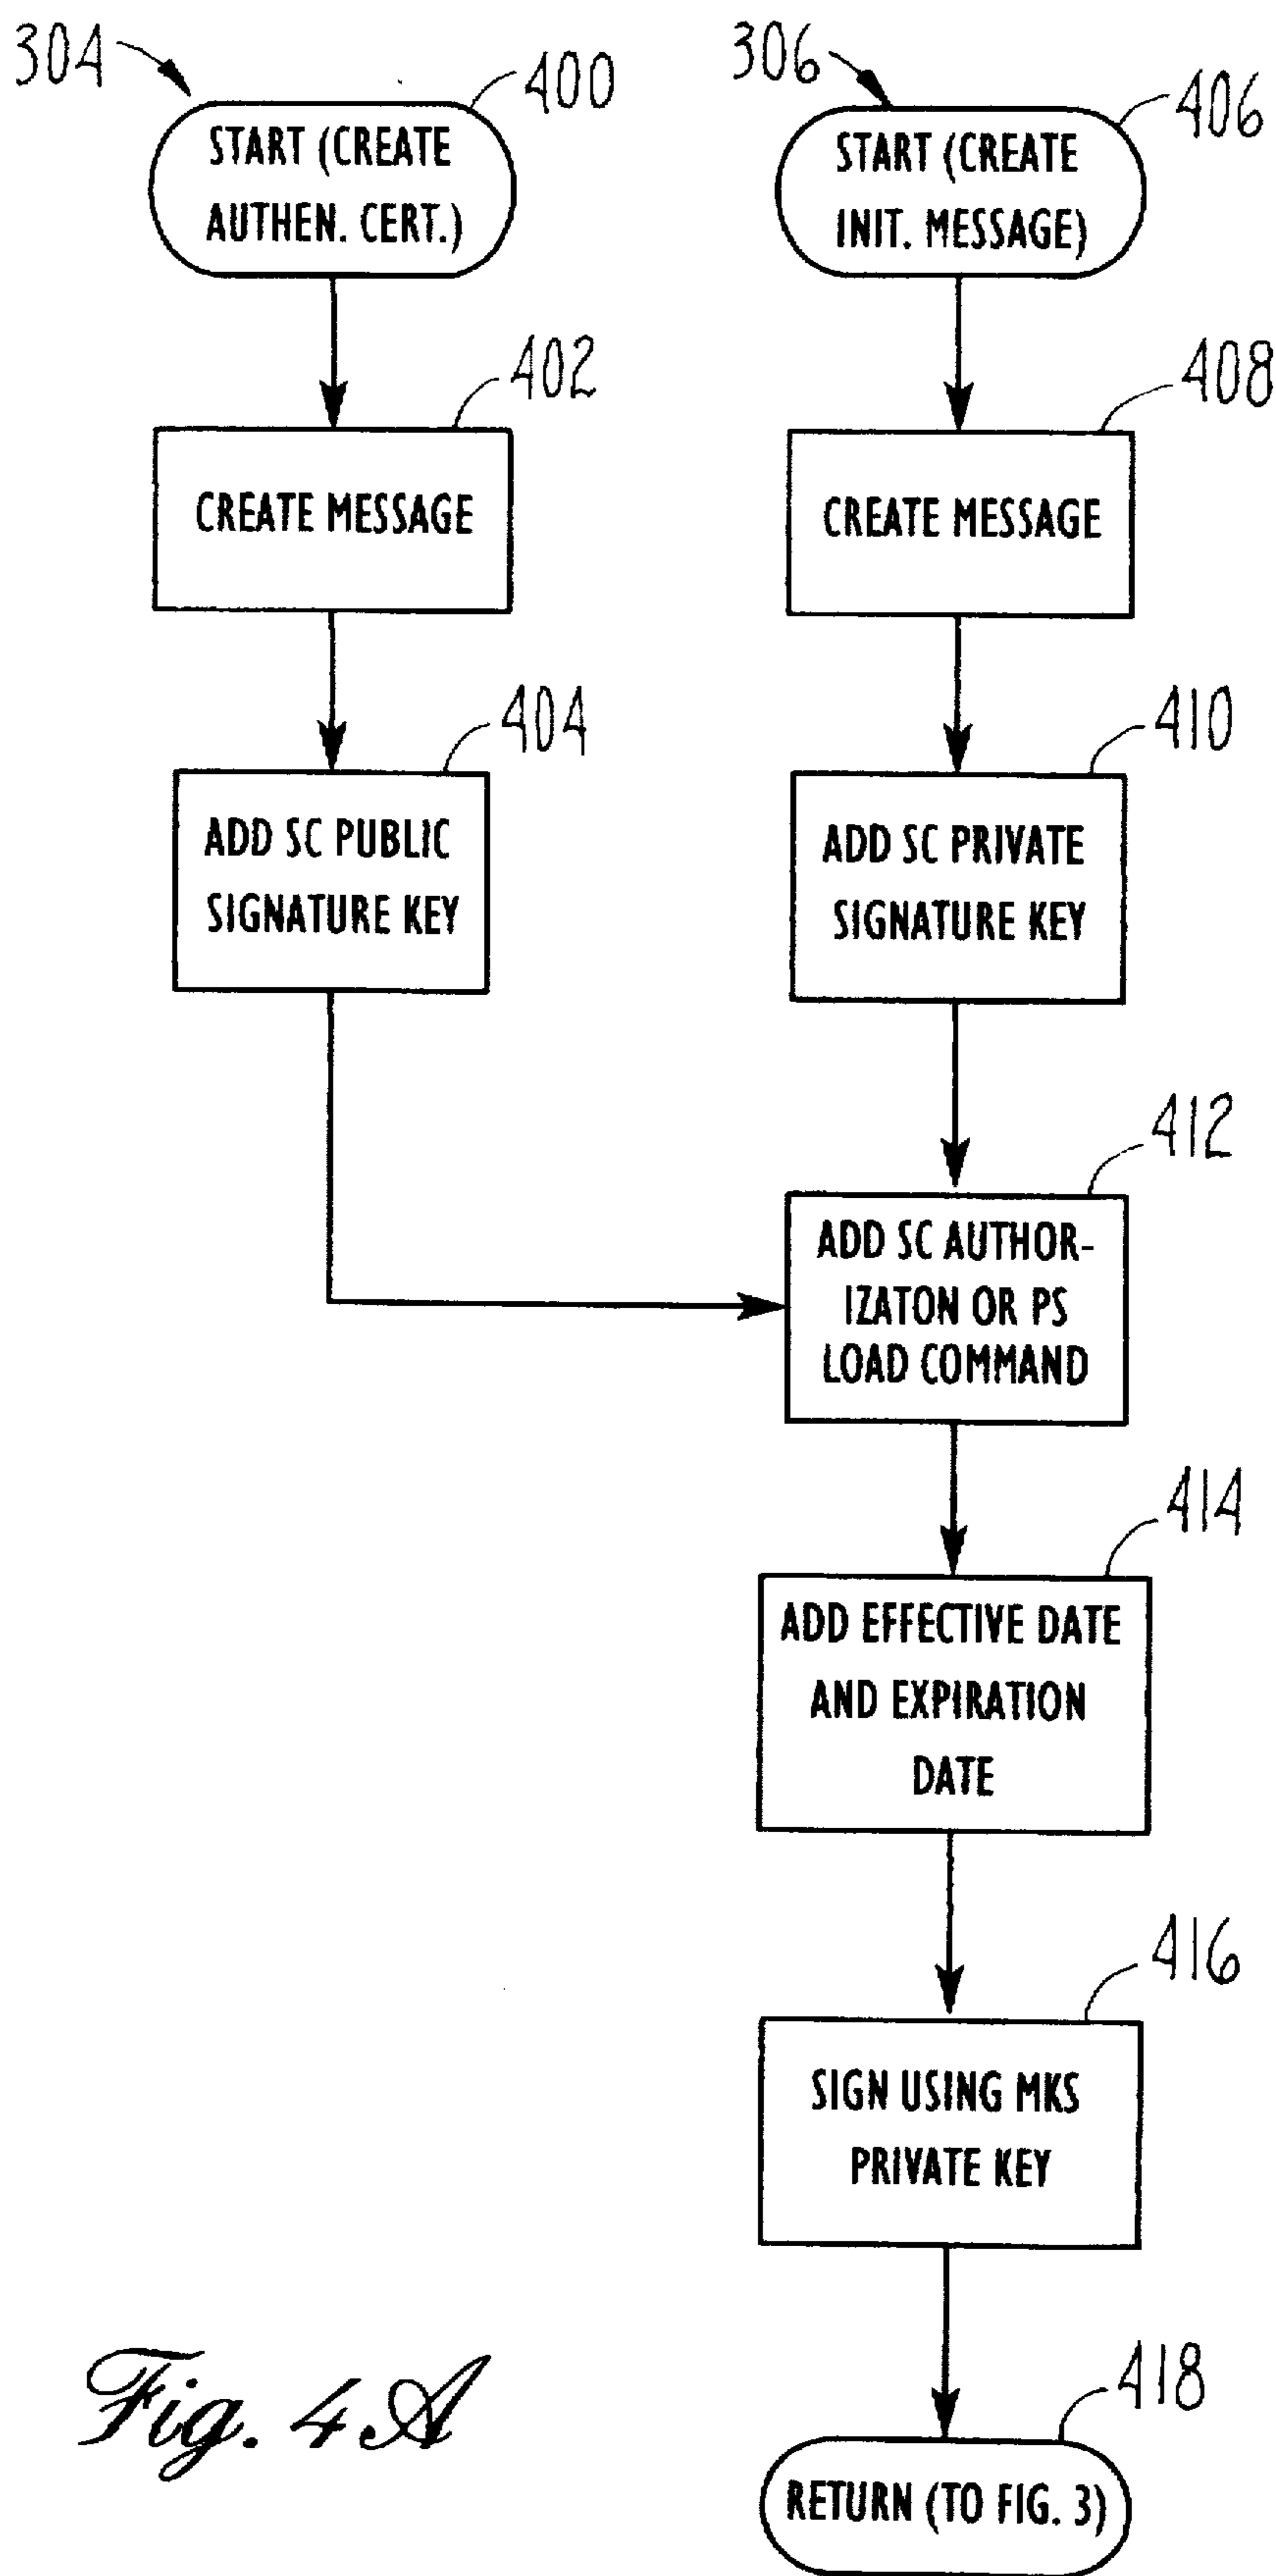 304
400
START (CREATE
AUTHEN. CERT.)
402
CREATE MESSAGE
404
ADD SC PUBLIC
SIGNATURE KEY
306
406
START (CREATE
INIT. MESSAGE)
408
CREATE MESSAGE
410
ADD SC PRIVATE
SIGNATURE KEY
412
ADD SC AUTHOR-
IZATON OR PS
LOAD COMMAND
414
ADD EFFECTIVE DATE
AND EXPIRATION
DATE
416
SIGN USING MKS
PRIVATE KEY
418
RETURN (TO FIG. 3)
Fig. 4A